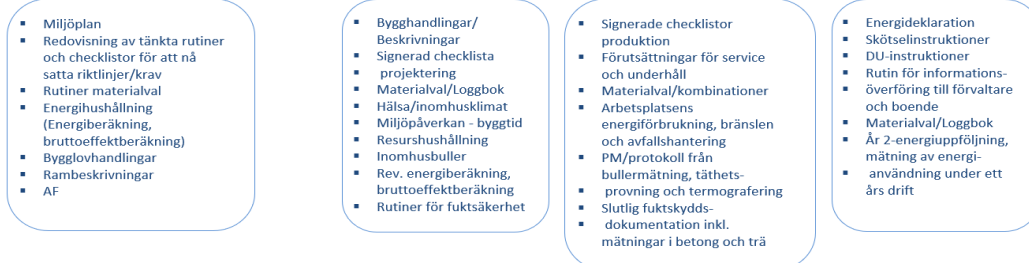 ▪ Miljöplan
▪ Redovisning av tänkta rutiner
och checklistor för att nå
satta riktlinjer/krav
▪ Rutiner materialval
▪ Energihushållning
(Energiberäkning,
bruttoeffektberäkning)
▪ Bygglovhandlingar
▪ Rambeskrivningar
▪ AF
▪ Bygghandlingar/
Beskrivningar
▪ Signerad checklista
▪ projektering
▪ Materialval/Loggbok
▪ Hälsa/inomhusklimat
▪ Miljöpåverkan - byggtid
▪ Resurshushållning
▪ Inomhusbuller
▪ Rev. energiberäkning,
bruttoeffektberäkning
▪ Rutiner för fuktsäkerhet
▪ Signerade checklistor
produktion
▪ Förutsättningar för service
och underhåll
▪ Materialval/kombinationer
▪ Arbetsplatsens
energiförbrukning, bränslen
och avfallshantering
▪ PM/protokoll från
bullermätning, täthets-
provning och termografering
▪ Slutlig fuktskydds-
▪ dokumentation inkl.
mätningar i betong och trä
▪ Energideklaration
▪ Skötselinstruktioner
▪ DU-instruktioner
▪ Rutin för informations-
överföring till förvaltare
och boende
▪ Materialval/Loggbok
▪ År 2-energiuppföljning,
mätning av energi-
▪ användning under ett
års drift